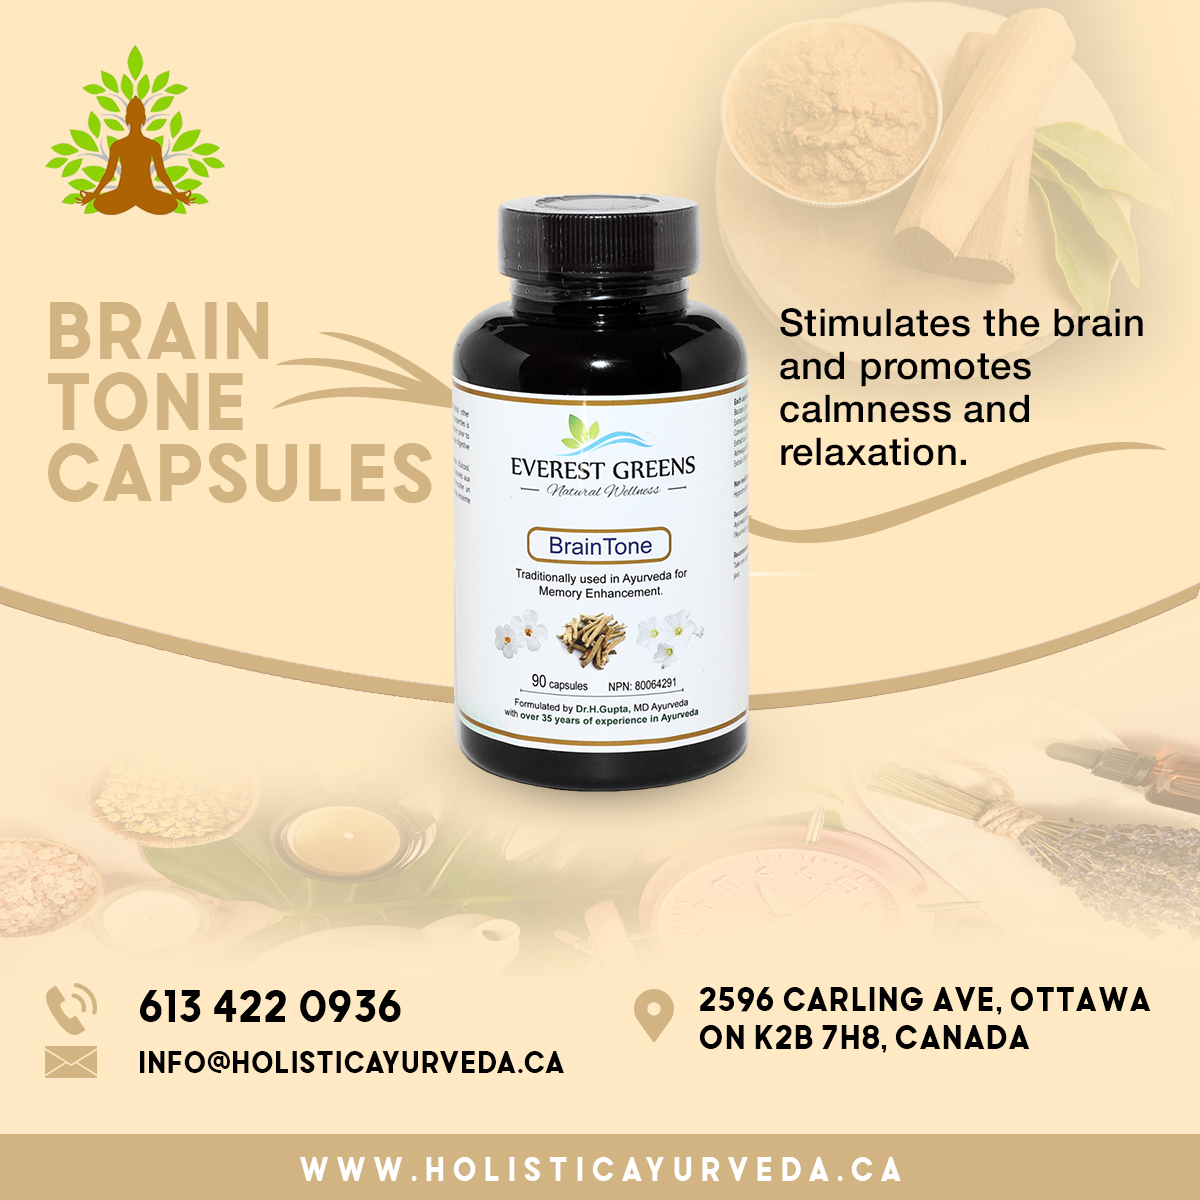 BRAIN
TONE
CAPSULES
Stimulates the brain
and promotes
calmness and
relaxation.
EVEREST GREENS
Natural Wellness
BrainTone
Traditionally used in Ayurveda for
Memory Enhancement.
90 capsules NPN: 80064291
Formulated by Dr.H.Gupta, MD Ayurveda
with over 35 years of experience in Ayurveda
613 422 0936
INFO@HOLISTICAYURVEDA.CA
2596 CARLING AVE, OTTAWA
ON K2B 7H8, CANADA
WWW.HOLISTICAYURVEDA.CA